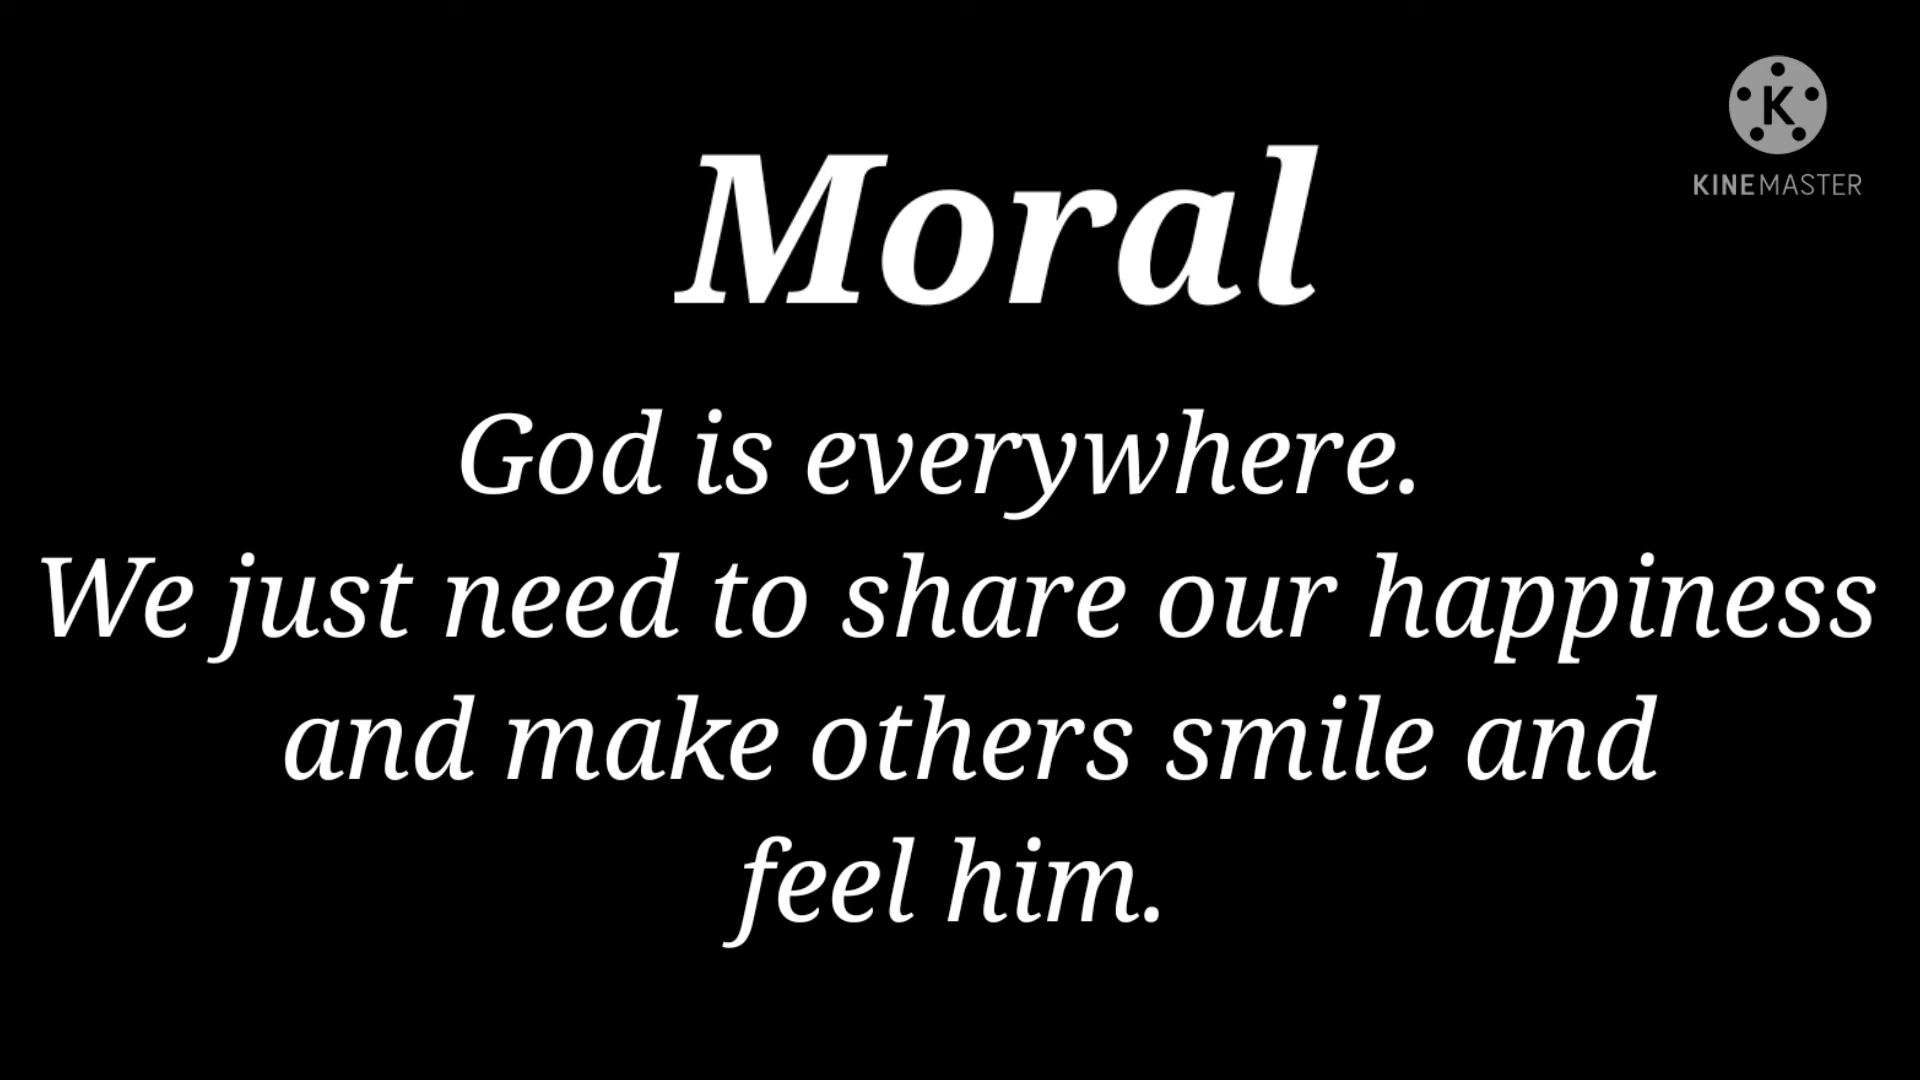 K
KINEMASTER
Moral
God is everywhere.
We just need to share our happiness
and make others smile and
feel him.